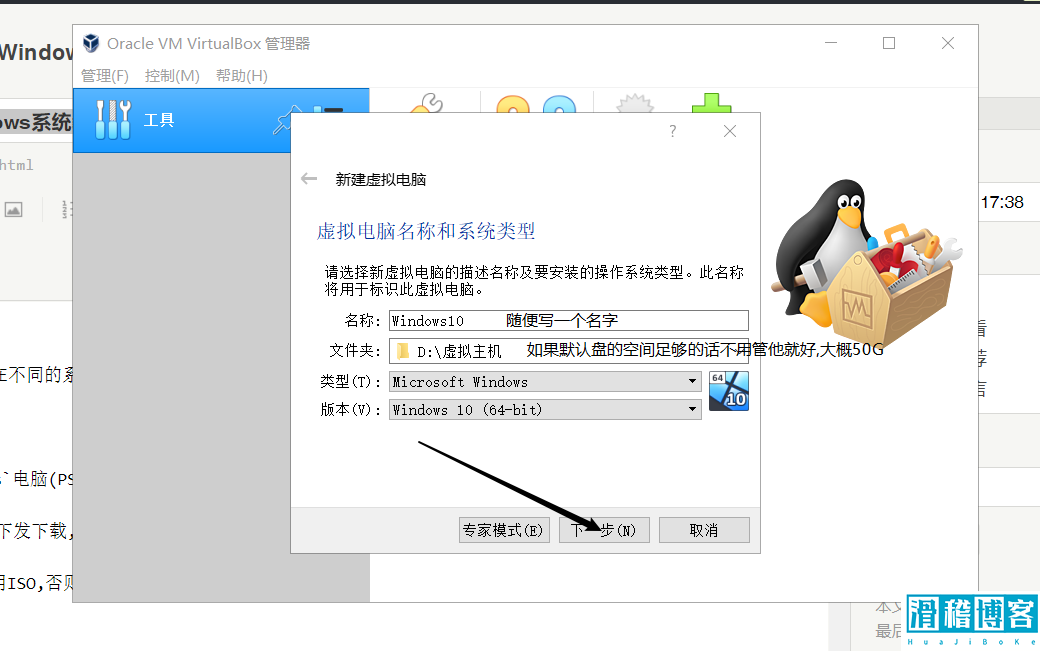 Oracle VM VirtualBox 管理器
Window
管理(F) 控制(M) 帮助(H)
ows系统
工具
html
?
新建虚拟电脑
17:38
虚拟电脑名称和系统类型
请选择新虚拟电脑的描述名称及要安装的操作系统类型。此名称
将用于标识此虚拟电脑。
名称: Windows10 随便写一个名字
文件夹: D:\虚拟主机 如果默认盘的空间足够的话不用管他就好,大概50G
在不同的系
类型(T): Microsoft Windows
64
10
版本(V): Windows 10 (64-bit)
言
`电脑(PS
下发下载,
专家模式(E) 下一步(N) 取消
用ISO,否则
本文
最后
滑稽博客
HuaJiBoKe